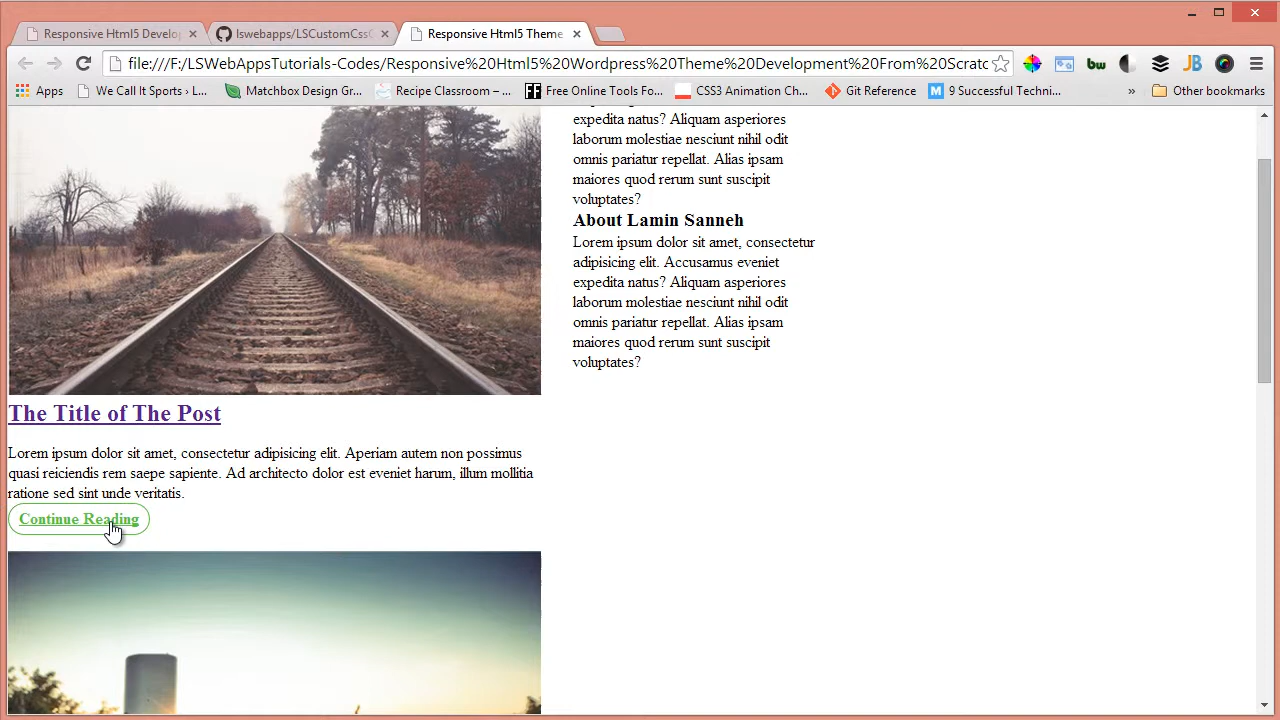 Responsive Html5 Develo
lswebapps/LSCustomCssG
Responsive Html5 Theme
file:///F:/LSWebAppsTutorials-Codes/Responsive%20Html5%20Wordpress%20Theme%20Development%20From%20Scratc
Apps
We Call It Sports › L...
Matchbox Design Gr...
Recipe Classroom – ...
FF
Free Online Tools Fo...
CSS3 Animation Ch...
Git Reference
M
9 Successful Techni...
»
Other bookmarks
bw
JB
expedita natus? Aliquam asperiores
laborum molestiae nesciunt nihil odit
omnis pariatur repellat. Alias ipsam
maiores quod rerum sunt suscipit
voluptates?
About Lamin Sanneh
Lorem ipsum dolor sit amet, consectetur
adipisicing elit. Accusamus eveniet
expedita natus? Aliquam asperiores
laborum molestiae nesciunt nihil odit
omnis pariatur repellat. Alias ipsam
maiores quod rerum sunt suscipit
voluptates?
The Title of The Post
Lorem ipsum dolor sit amet, consectetur adipisicing elit. Aperiam autem non possimus
quasi reiciendis rem saepe sapiente. Ad architecto dolor est eveniet harum, illum mollitia
ratione sed sint unde veritatis.
Continue Reading